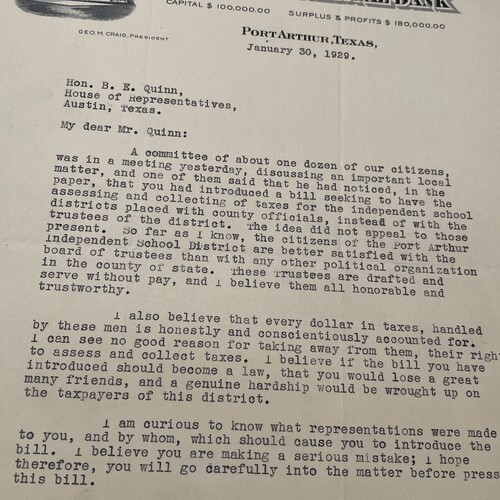 BANK
CAPITAL $ 100,000.00
SURPLUS & PROFITS $ 180,000.00
GEO. M. CRAIG, PRESIDENT
PORT ARTHUR, TEXAS,
January 30, 1929.
Hon. B. E. Quinn,
House of Representatives,
Austin, Texas.
My dear Mr. Quinn:
A committee of about one dozen of our citizens,
was in a meeting yesterday, discussing an important local
matter, and one of them said that he had noticed, in the
paper, that you had introduced a bill seeking to have the
assessing and collecting of taxes for the independent school
districts placed with county officials, instead of with the
trustees of the district. The idea did not appeal to those
present. So far as I know, the citizens of the Port Arthur
Independent School District are better satisfied with the
board of trustees than with any other political organization
in the county of state. These Trustees are drafted and
serve without pay, and I believe them all honorable and
trustworthy.
I also believe that every dollar in taxes, handled
by these men is honestly and conscientiously accounted for.
I can see no good reason for taking away from them, their right
to assess and collect taxes. I believe if the bill you have
introduced should become a law, that you would lose a great
many friends, and a genuine hardship would be wrought up on
the taxpayers of this district.
I am curious to know what representations were made
to you, and by whom, which should cause you to introduce the
bill. I believe you are making a serious mistake; I hope
therefore, you will go carefully into the matter before press
this bill.